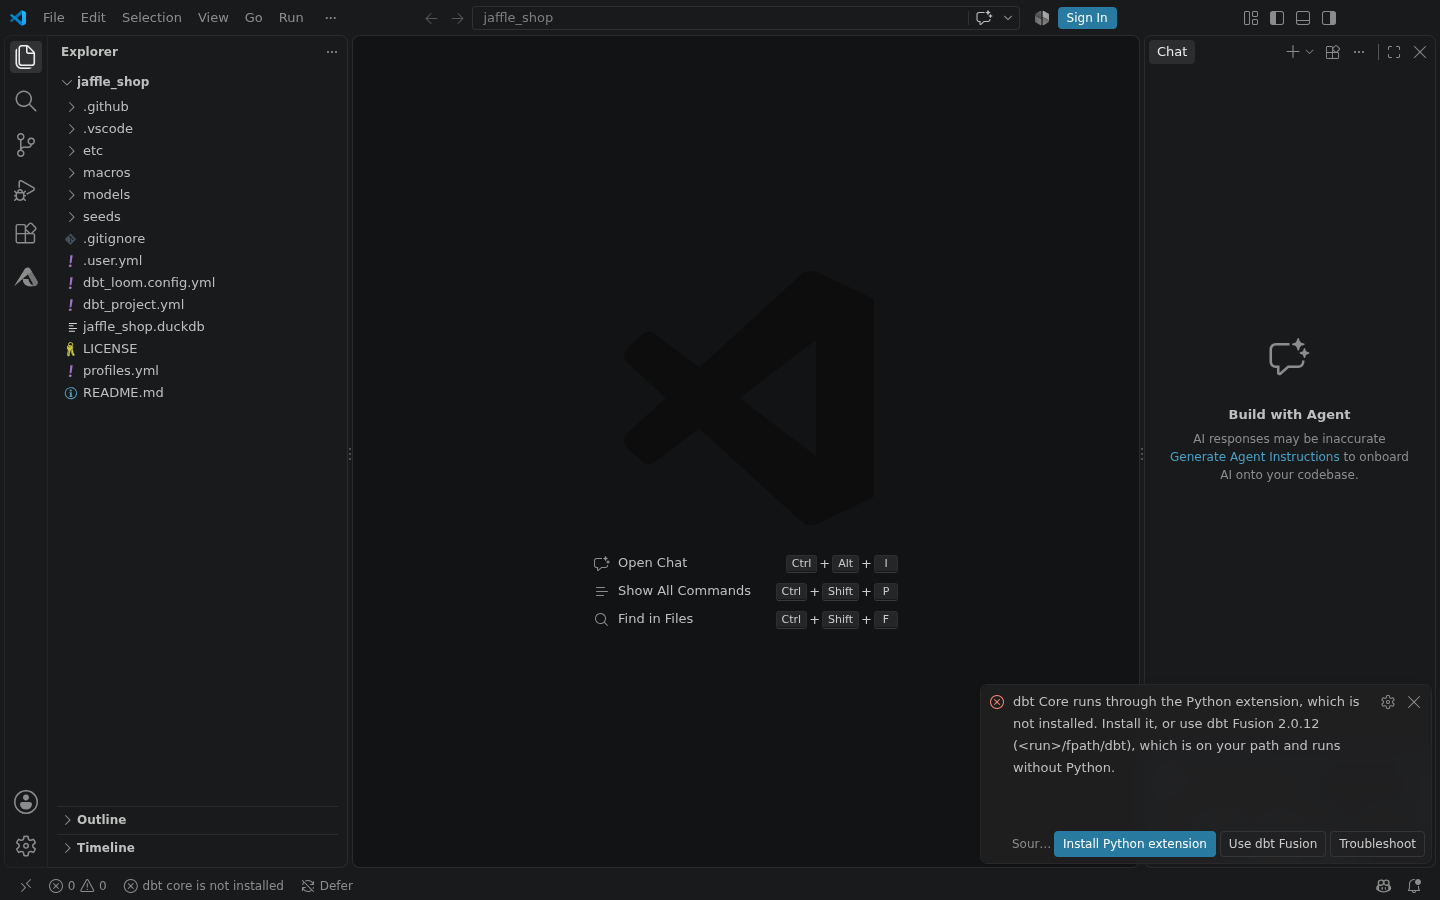 File Edit Selection View Go Run ···
jaffle_shop
Sign In
Explorer
jaffle_shop
.github
.vscode
etc
macros
models
seeds
.gitignore
.user.yml
dbt_loom.config.yml
dbt_project.yml
jaffle_shop.duckdb
LICENSE
profiles.yml
README.md
Outline
Timeline
Open Chat Ctrl + Alt + I
Show All Commands Ctrl + Shift + P
Find in Files Ctrl + Shift + F
Chat
Build with Agent
AI responses may be inaccurate
Generate Agent Instructions to onboard
AI onto your codebase.
dbt Core runs through the Python extension, which is
not installed. Install it, or use dbt Fusion 2.0.12
(<run>/fpath/dbt), which is on your path and runs
without Python.
Sour... Install Python extension Use dbt Fusion Troubleshoot
0 0 dbt core is not installed Defer